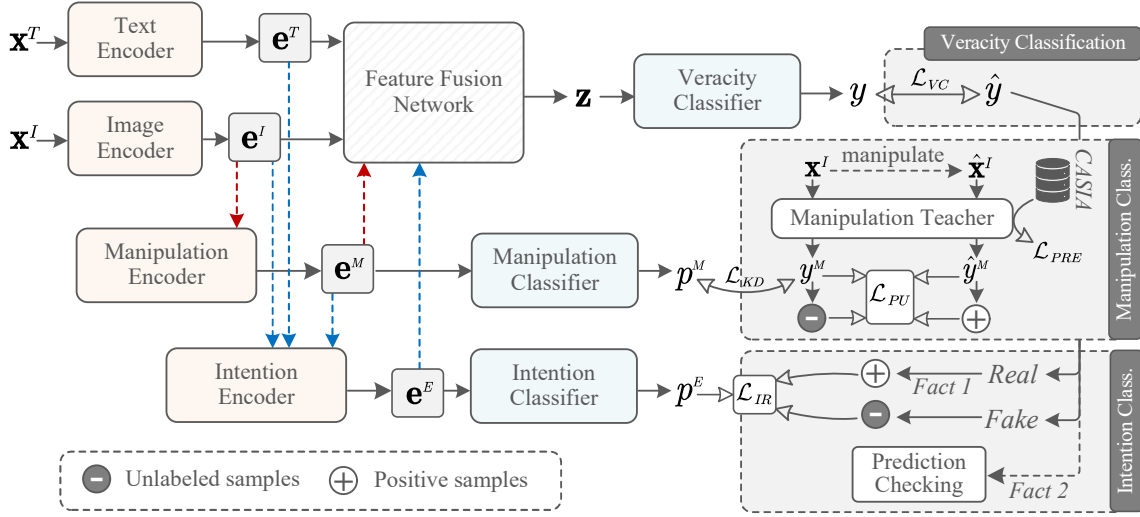 x^T
Text
Encoder
e^T
Feature Fusion
Network
z
Veracity
Classifier
y
L_VC
ŷ
Veracity Classification
x^I
Image
Encoder
e^I
x^I
manipulate
x̂^I
CASIA
Manipulation Teacher
L_PRE
Manipulation Class.
Manipulation
Encoder
e^M
Manipulation
Classifier
p^M
L_KD
y^M
L_PU
ŷ^M
-
+
Intention
Encoder
e^E
Intention
Classifier
p^E
L_IR
+
Fact 1
Real
-
Fake
Prediction
Checking
Fact 2
Intention Class.
- Unlabeled samples
+ Positive samples